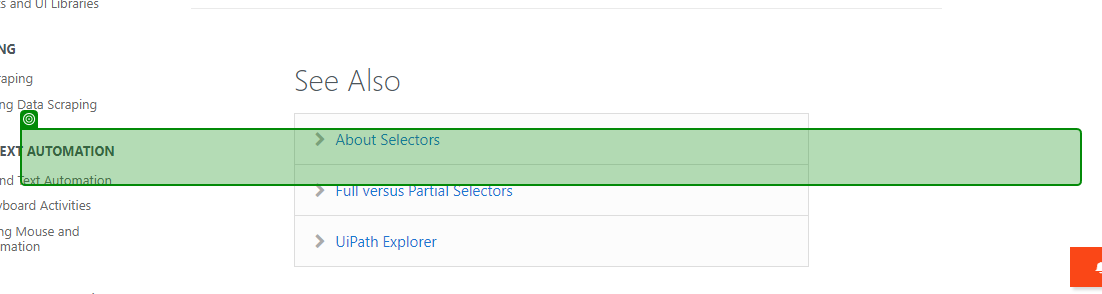 and UI Libraries
NG
raping
ng Data Scraping
EXT AUTOMATION
nd Text Automation
yboard Activities
ng Mouse and
mation
See Also
About Selectors
Full versus Partial Selectors
UiPath Explorer